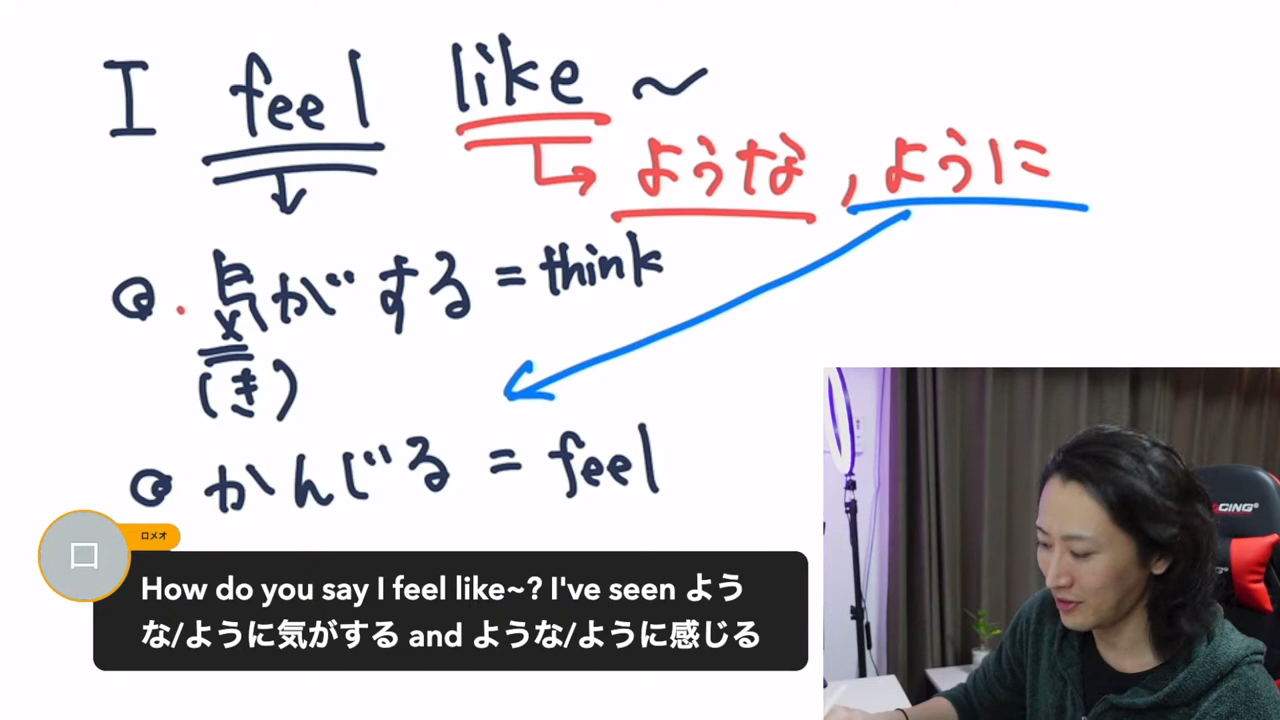 I feel like ~
ような, ように
気がする = think
(き)
かんじる = feel
ロ
ロメオ
How do you say I feel like~? I've seen よう
な/ように気がする and ような/ように感じる
CING